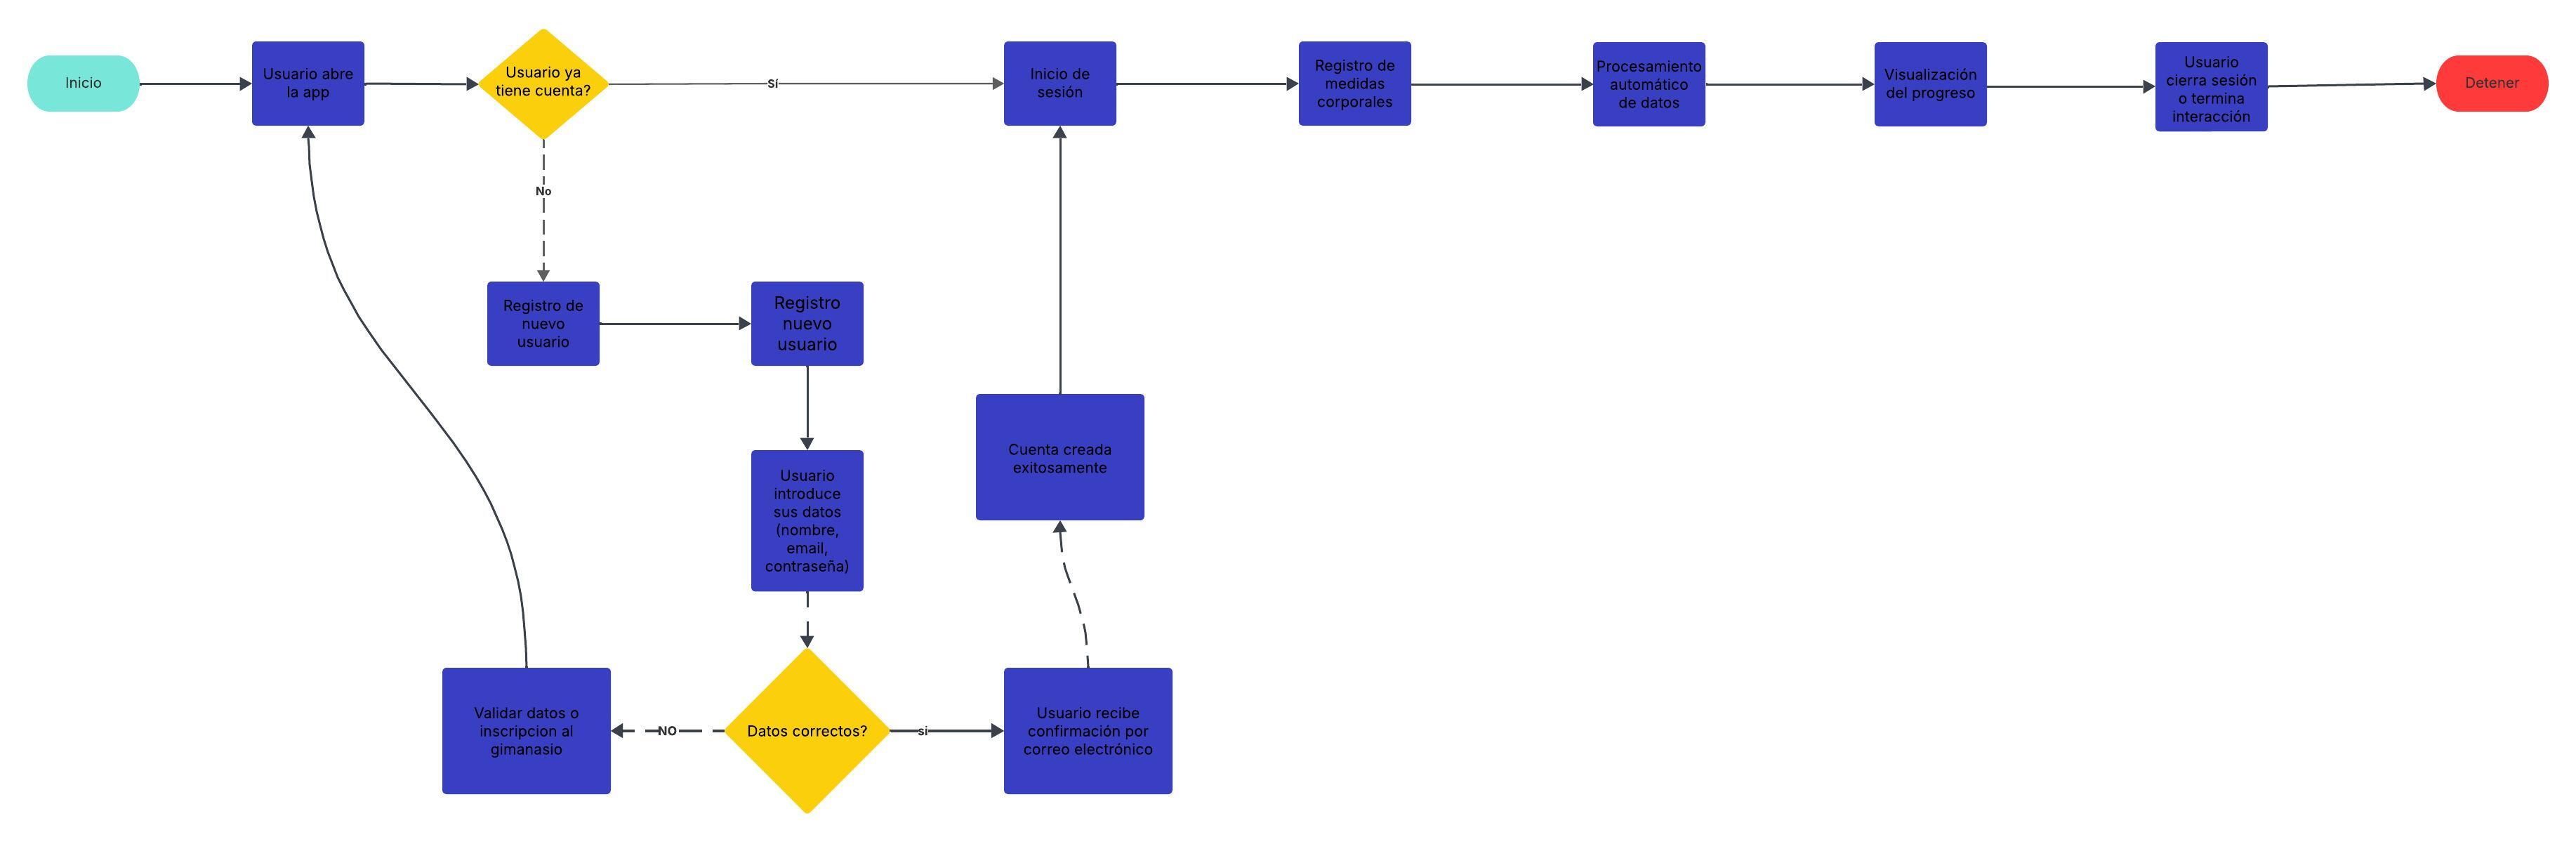 Inicio
Usuario abre
la app
Usuario ya
tiene cuenta?
Sí
Inicio de
sesión
Registro de
medidas
corporales
Procesamiento
automático
de datos
Visualización
del progreso
Usuario
cierra sesión
o termina
interacción
Detener
No
Registro de
nuevo
usuario
Registro
nuevo
usuario
Usuario
introduce
sus datos
(nombre,
email,
contraseña)
Cuenta creada
exitosamente
Validar datos o
inscripcion al
gimanasio
NO
Datos correctos?
si
Usuario recibe
confirmación por
correo electrónico